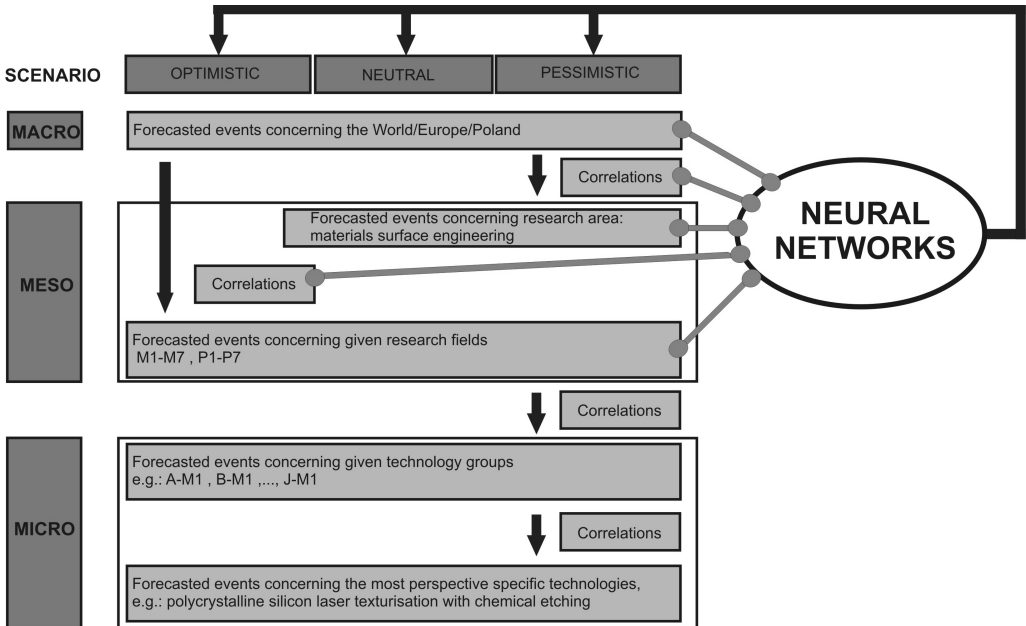 SCENARIO
OPTIMISTIC
NEUTRAL
PESSIMISTIC
MACRO
Forecasted events concerning the World/Europe/Poland
Correlations
MESO
Forecasted events concerning research area:
materials surface engineering
Correlations
Forecasted events concerning given research fields
M1-M7 , P1-P7
NEURAL
NETWORKS
Correlations
MICRO
Forecasted events concerning given technology groups
e.g.: A-M1 , B-M1 ,..., J-M1
Correlations
Forecasted events concerning the most perspective specific technologies,
e.g.: polycrystalline silicon laser texturisation with chemical etching